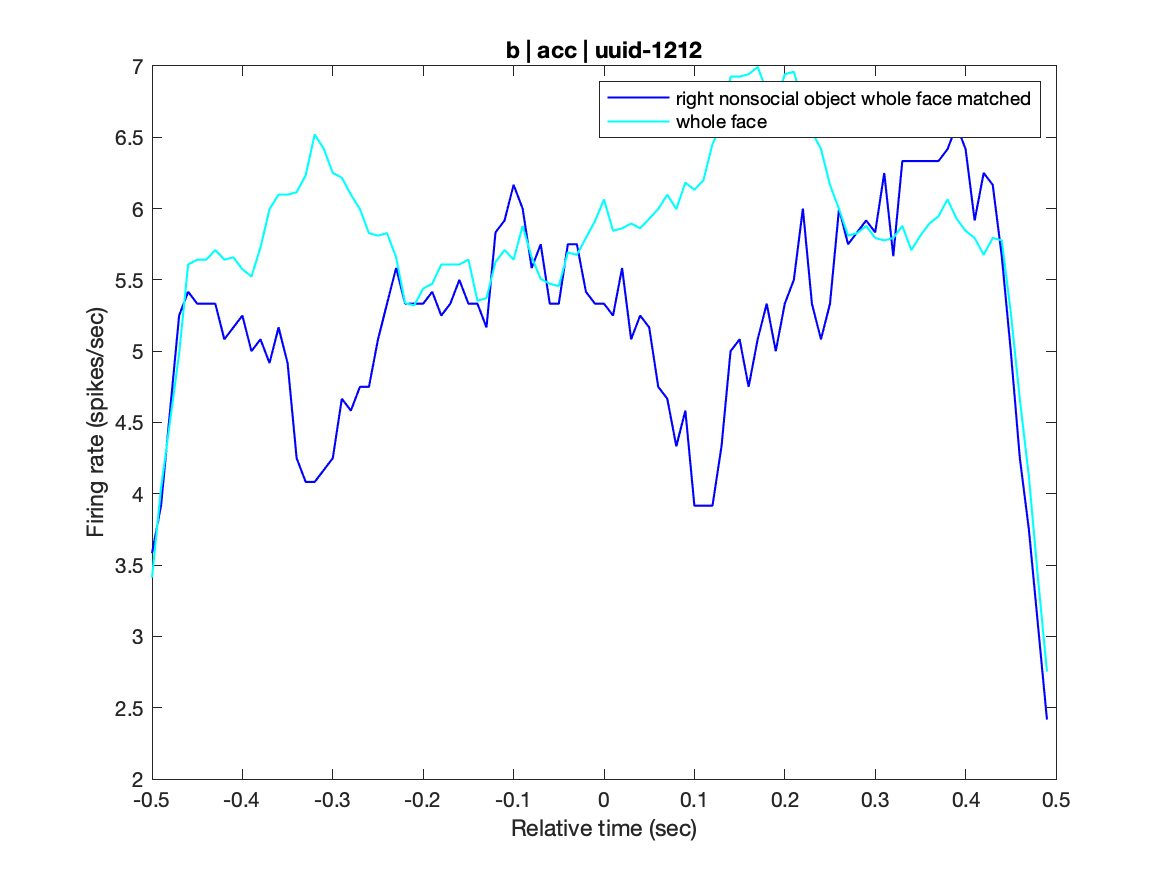 b | acc | uuid-1212
right nonsocial object whole face matched
whole face
7
6.5
6
5.5
5
4.5
4
3.5
3
2.5
2
Firing rate (spikes/sec)
-0.5 -0.4 -0.3 -0.2 -0.1 0 0.1 0.2 0.3 0.4 0.5
Relative time (sec)